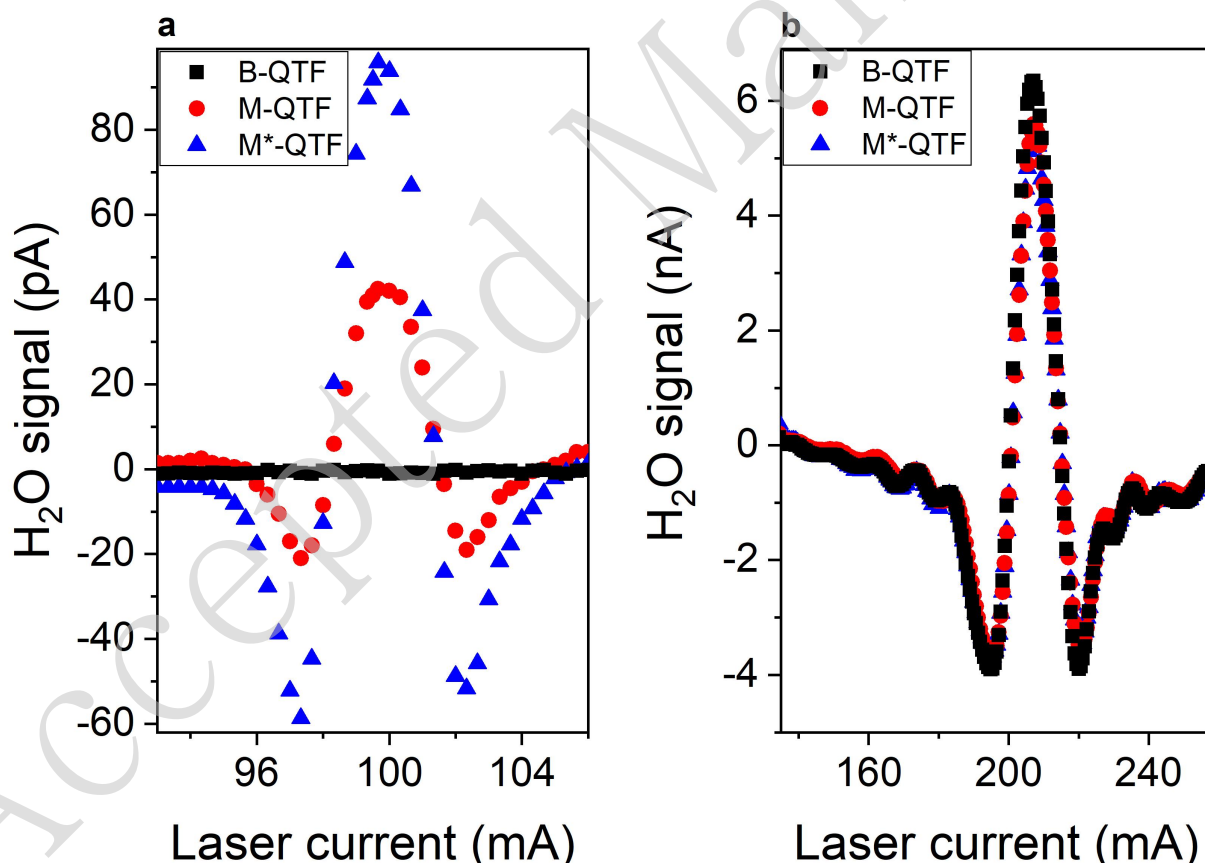 a
B-QTF
M-QTF
M*-QTF
80
60
40
20
0
-20
-40
-60
96
100
104
H2O signal (pA)
Laser current (mA)
b
B-QTF
M-QTF
M*-QTF
6
4
2
0
-2
-4
160
200
240
H2O signal (nA)
Laser current (mA)
Accepted Ma